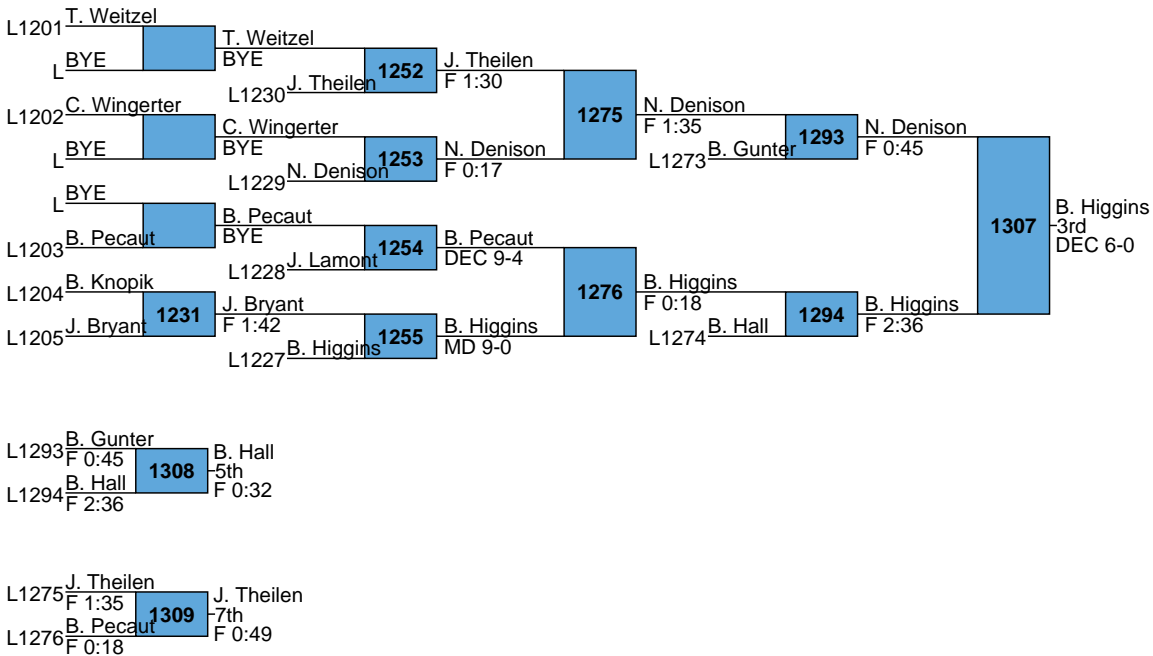 L1201 T. Weitzel
L BYE
T. Weitzel
BYE
L1230 J. Theilen
1252
J. Theilen
F 1:30
L1202 C. Wingerter
L BYE
C. Wingerter
BYE
L1229 N. Denison
1253
N. Denison
F 0:17
1275
N. Denison
F 1:35
L1273 B. Gunter
1293
N. Denison
F 0:45
L BYE
L1203 B. Pecaut
B. Pecaut
BYE
L1228 J. Lamont
1254
B. Pecaut
DEC 9-4
L1204 B. Knopik
L1205 J. Bryant
1231
J. Bryant
F 1:42
L1227 B. Higgins
1255
B. Higgins
MD 9-0
1276
B. Higgins
F 0:18
L1274 B. Hall
1294
B. Higgins
F 2:36
1307
B. Higgins
3rd
DEC 6-0
L1293 B. Gunter
F 0:45
L1294 B. Hall
F 2:36
1308
B. Hall
5th
F 0:32
L1275 J. Theilen
F 1:35
L1276 B. Pecaut
F 0:18
1309
J. Theilen
7th
F 0:49